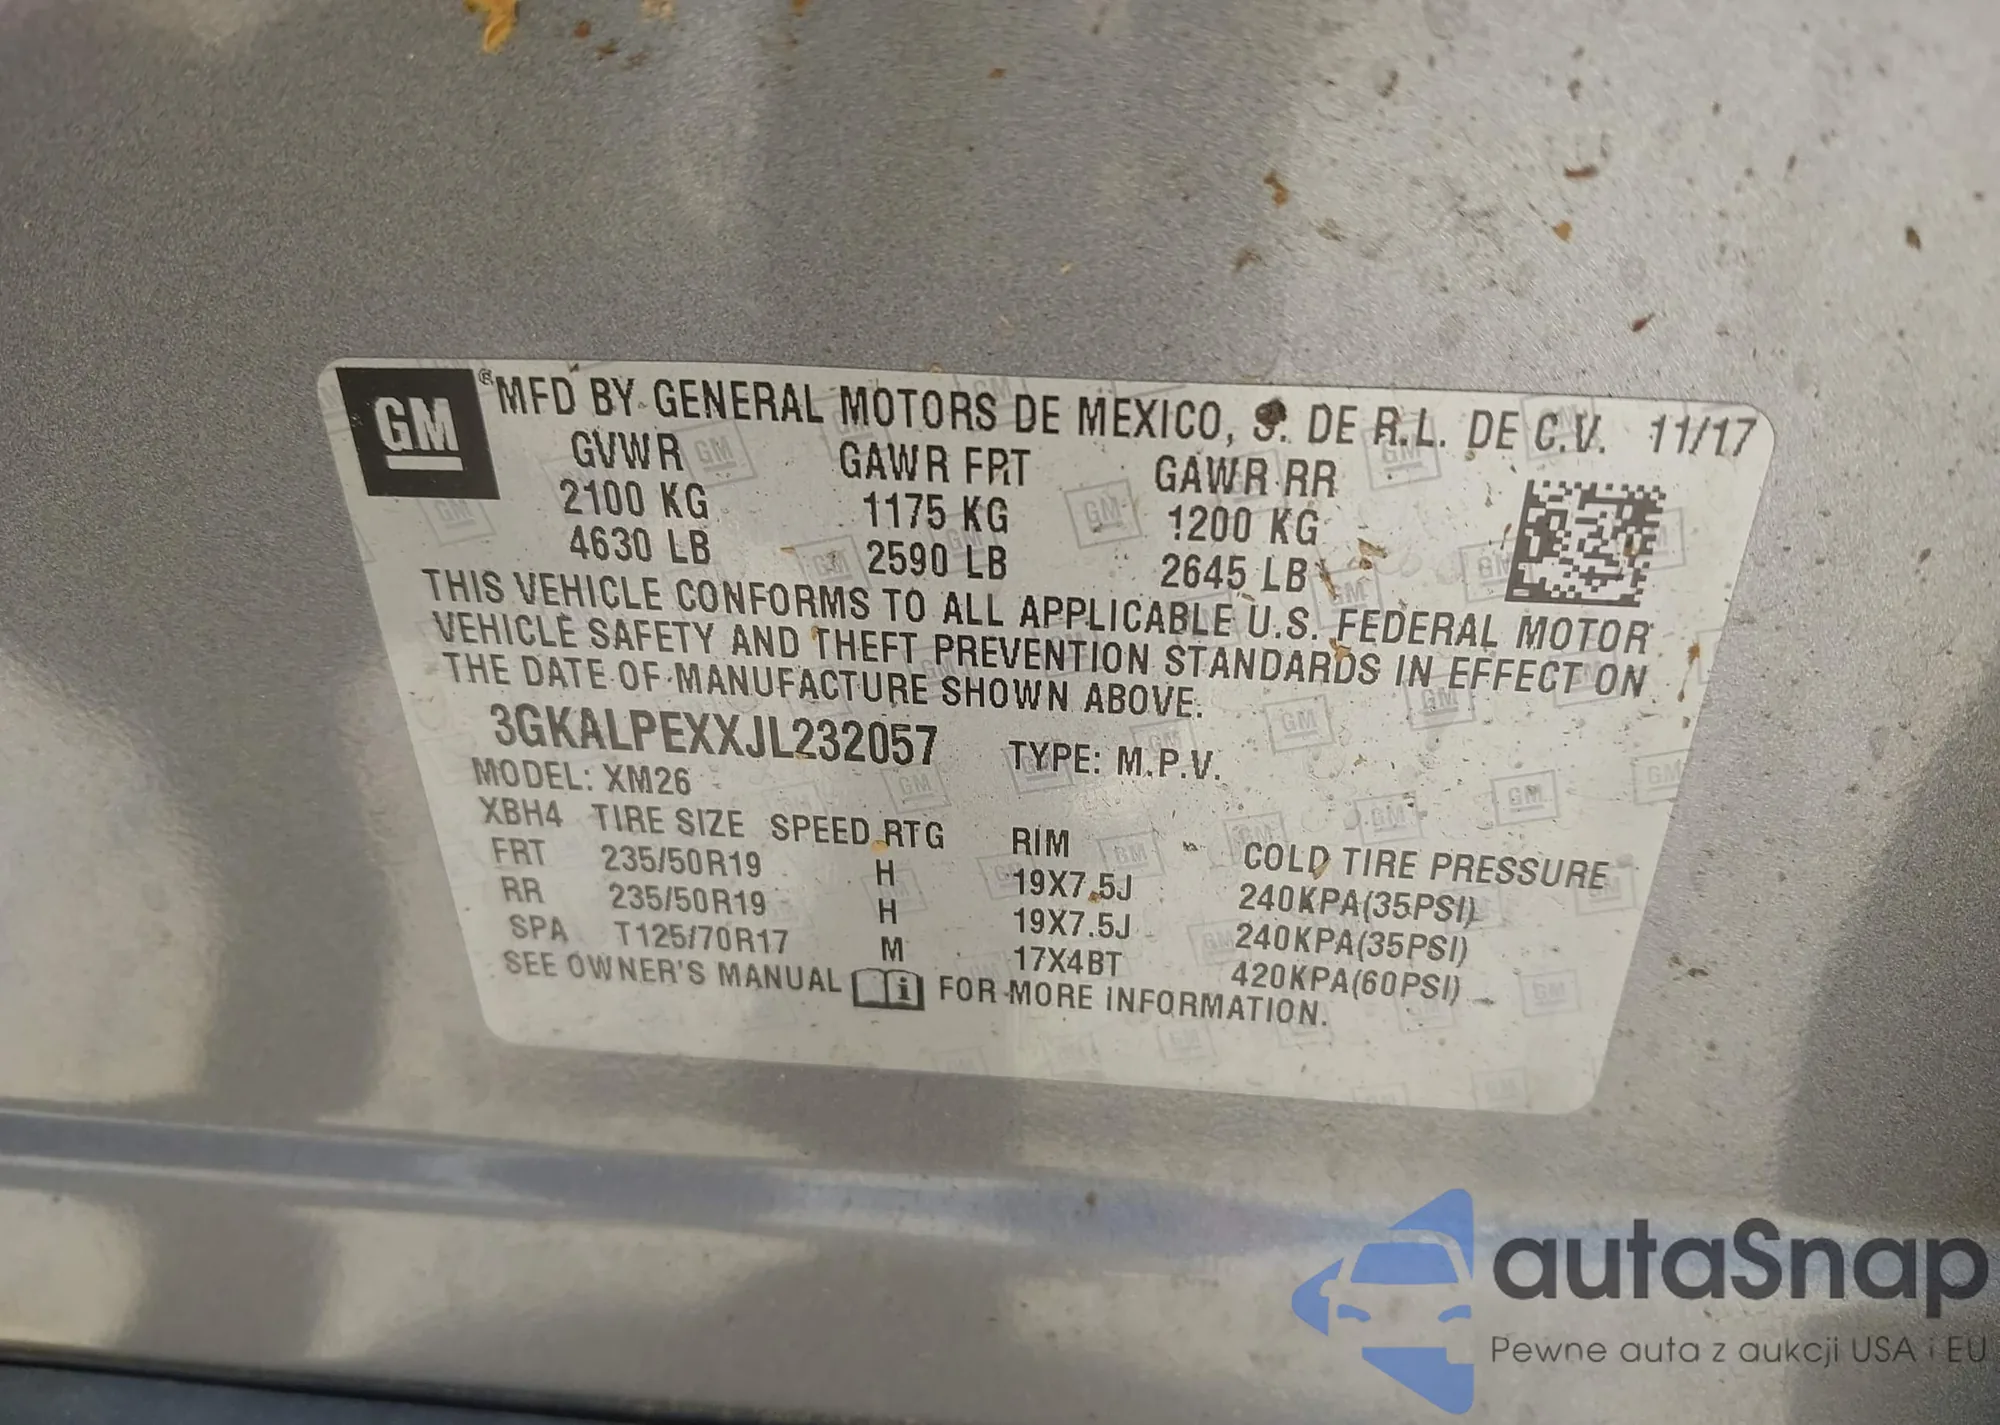 GM ® MFD BY GENERAL MOTORS DE MEXICO, S. DE R.L. DE C.V. 11/17
GVWR GAWR FRT GAWR RR
2100 KG 1175 KG 1200 KG
4630 LB 2590 LB 2645 LB
THIS VEHICLE CONFORMS TO ALL APPLICABLE U.S. FEDERAL MOTOR
VEHICLE SAFETY AND THEFT PREVENTION STANDARDS IN EFFECT ON
THE DATE OF MANUFACTURE SHOWN ABOVE.
3GKALPEXXJL232057 TYPE: M.P.V.
MODEL: XM26
XBH4 TIRE SIZE SPEED RTG RIM COLD TIRE PRESSURE
FRT 235/50R19 H 19X7.5J 240KPA(35PSI)
RR 235/50R19 H 19X7.5J 240KPA(35PSI)
SPA T125/70R17 M 17X4BT 420KPA(60PSI)
SEE OWNER'S MANUAL i FOR MORE INFORMATION.
autaSnap
Pewne auta z aukcji USA i EU